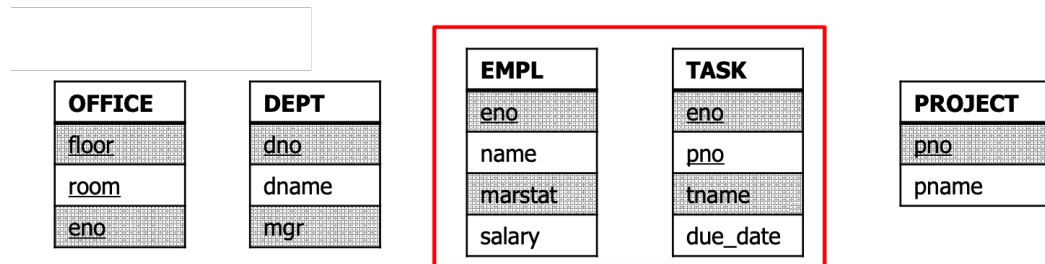 OFFICE
floor
room
eno
DEPT
dno
dname
mgr
EMPL
eno
name
marstat
salary
TASK
eno
pno
tname
due_date
PROJECT
pno
pname